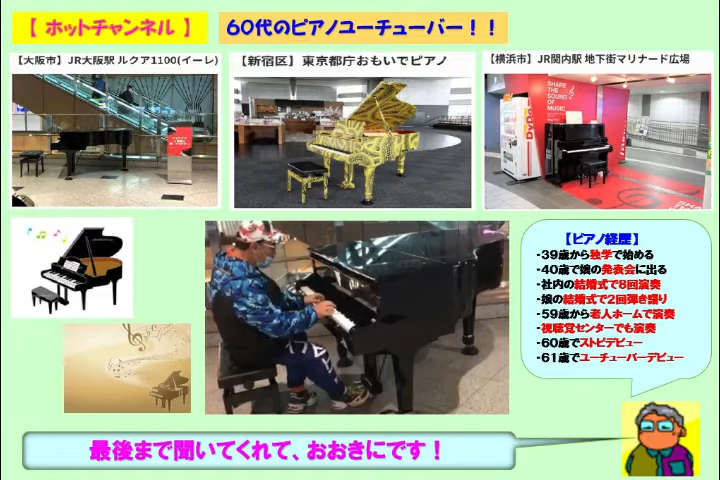 【 ホットチャンネル 】
60代のピアノユーチューバー！！
【大阪市】JR大阪駅 ルクア1100(イーレ)
【新宿区】東京都庁おもいでピアノ
【横浜市】JR関内駅 地下街マリナード広場
SHARE
THE
SOUND
OF
MUSIC
【ピアノ経歴】
・39歳から独学で始める
・40歳で娘の発表会に出る
・社内の結婚式で8回演奏
・娘の結婚式で2回弾き語り
・59歳から老人ホームで演奏
・視聴覚センターでも演奏
・60歳でストピデビュー
・61歳でユーチューバーデビュー
最後まで聞いてくれて、おおきにです！